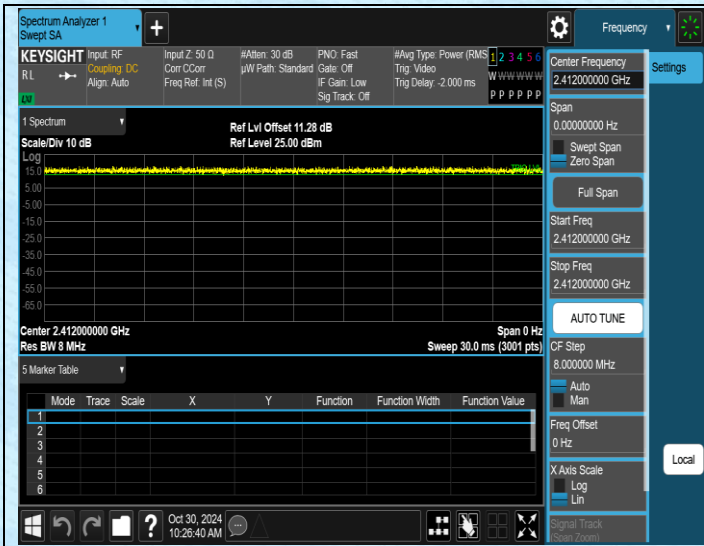 Spectrum Analyzer 1
Swept SA
Frequency
KEYSIGHT
Input: RF
Coupling: DC
Align: Auto
Input Z: 50 Ω
Corr CCorr
Freq Ref: Int (S)
#Atten: 30 dB
µW Path: Standard
PNO: Fast
Gate: Off
IF Gain: Low
Sig Track: Off
#Avg Type: Power (RMS
Trig: Video
Trig Delay: -2.000 ms
1 2 3 4 5 6
W W W W W W
P P P P P P
R L
LXI
1 Spectrum
Scale/Div 10 dB
Ref Lvl Offset 11.28 dB
Ref Level 25.00 dBm
Log
15.0
5.00
-5.00
-15.0
-25.0
-35.0
-45.0
-55.0
-65.0
Center 2.412000000 GHz
Res BW 8 MHz
Span 0 Hz
Sweep 30.0 ms (3001 pts)
5 Marker Table
Mode Trace Scale X Y Function Function Width Function Value
1
2
3
4
5
6
Oct 30, 2024
10:26:40 AM
?
Center Frequency
2.412000000 GHz
Settings
Span
0.00000000 Hz
Swept Span
Zero Span
Full Span
Start Freq
2.412000000 GHz
Stop Freq
2.412000000 GHz
AUTO TUNE
CF Step
8.000000 MHz
Auto
Man
Freq Offset
0 Hz
X Axis Scale
Log
Lin
Signal Track
(Span Zoom)
Local